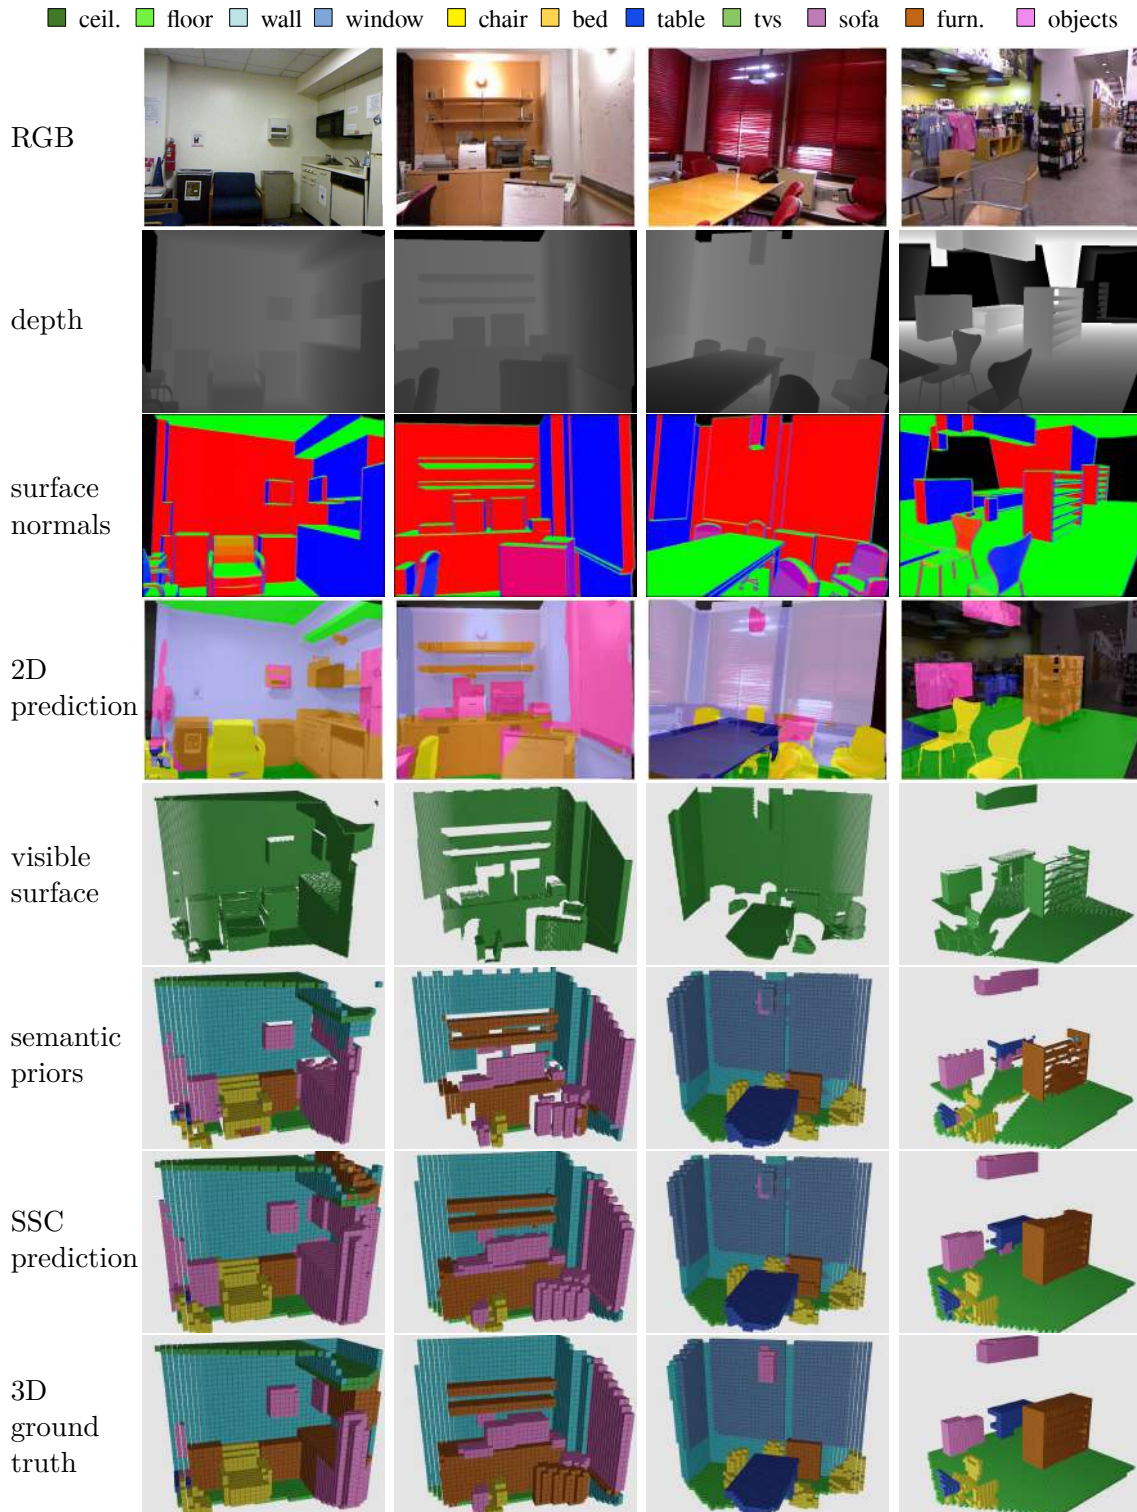 ceil. floor wall window chair bed table tvs sofa furn. objects
RGB
depth
surface
normals
2D
prediction
visible
surface
semantic
priors
SSC
prediction
3D
ground
truth